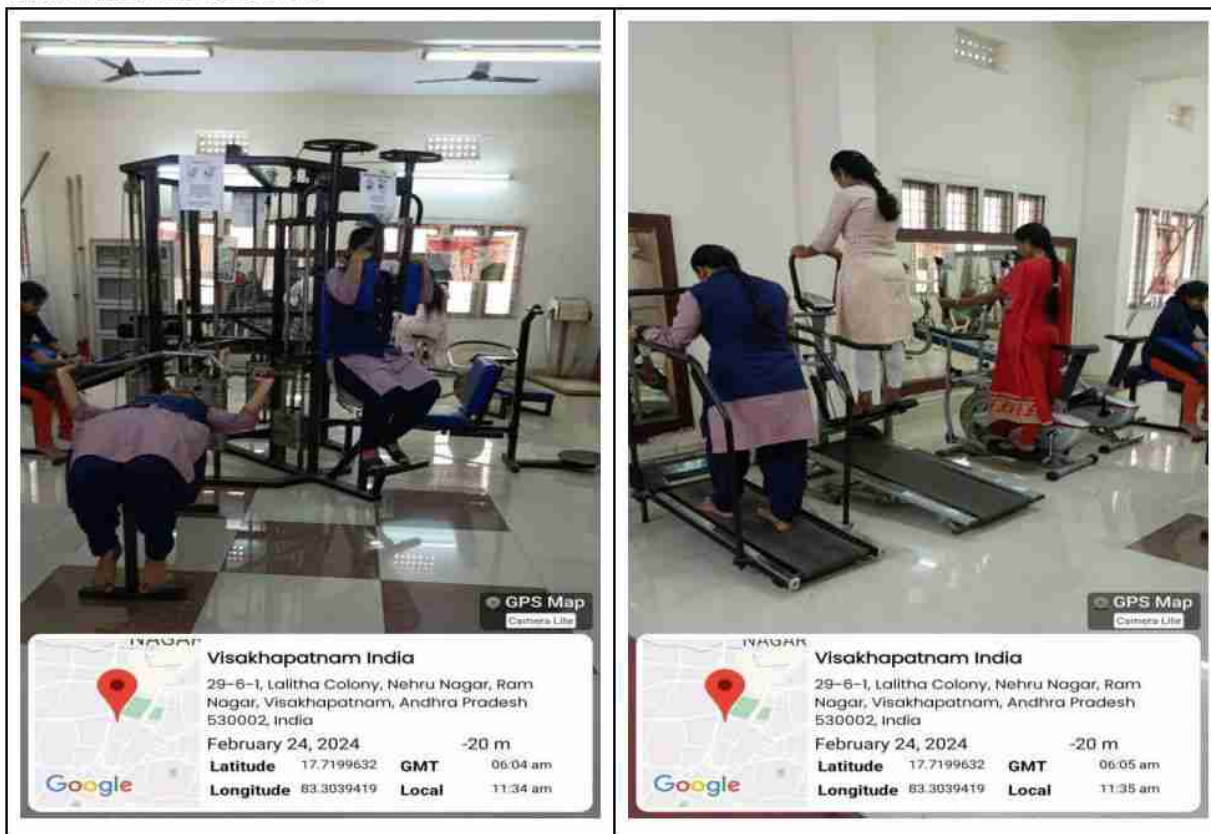 GPS Map
Camera Lite
NAGAR
Google
Visakhapatnam India
29-6-1, Lalitha Colony, Nehru Nagar, Ram
Nagar, Visakhapatnam, Andhra Pradesh
530002, India
February 24, 2024 -20 m
Latitude 17.7199632 GMT 06:04 am
Longitude 83.3039419 Local 11:34 am
GPS Map
Camera Lite
NAGAR
Google
Visakhapatnam India
29-6-1, Lalitha Colony, Nehru Nagar, Ram
Nagar, Visakhapatnam, Andhra Pradesh
530002, India
February 24, 2024 -20 m
Latitude 17.7199632 GMT 06:05 am
Longitude 83.3039419 Local 11:35 am